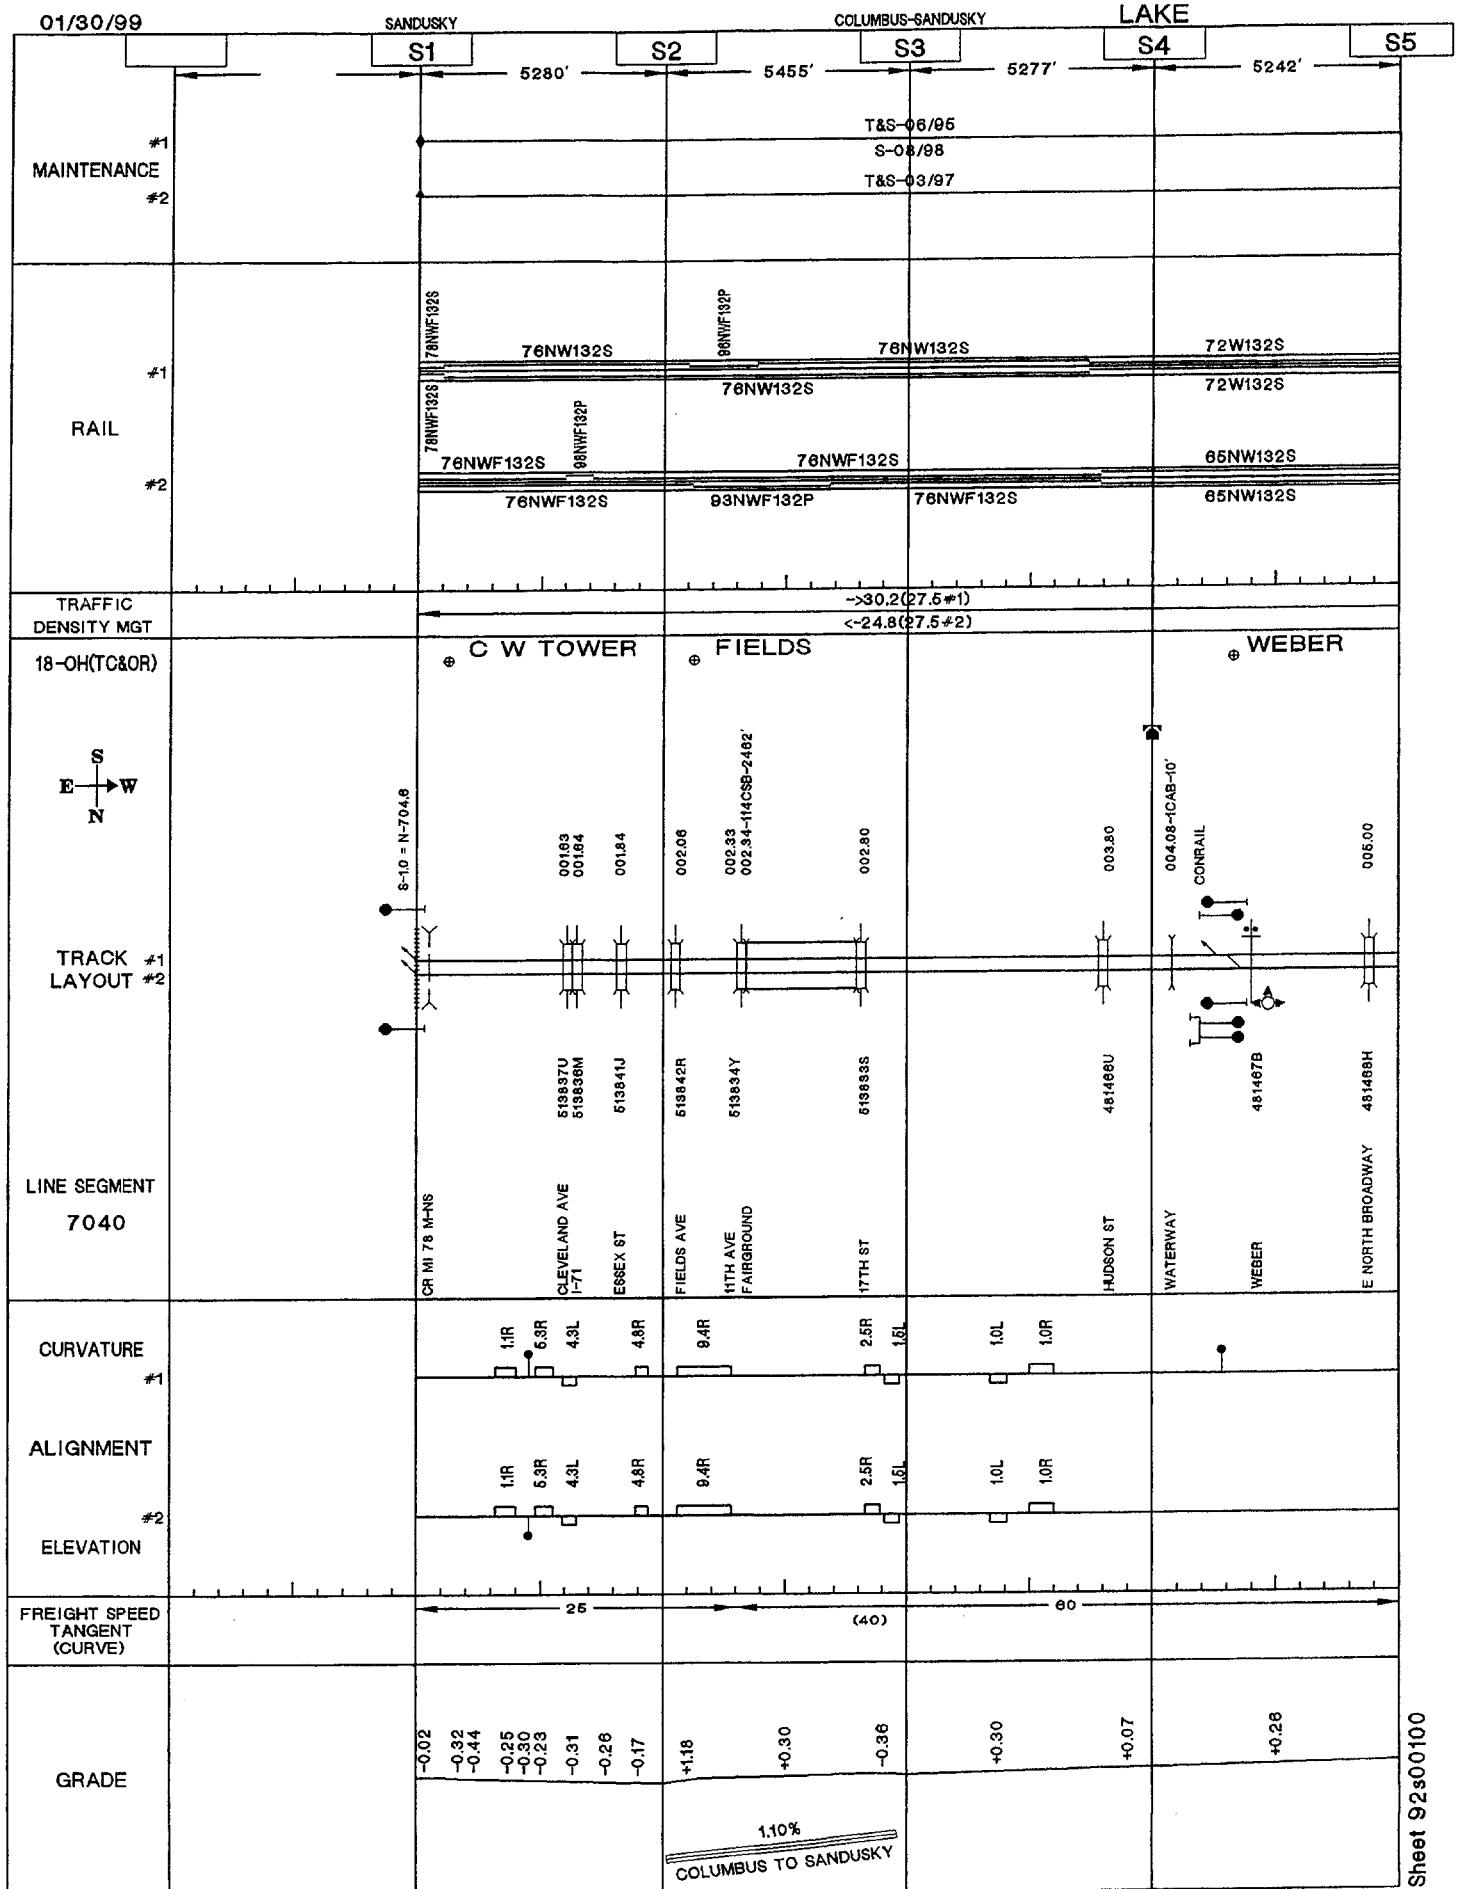 01/30/99
SANDUSKY
COLUMBUS-SANDUSKY
LAKE
S1
S2
S3
S4
S5
5280'
5455'
5277'
5242'
MAINTENANCE
#1
#2
T&S-06/95
S-08/98
T&S-03/97
RAIL
#1
#2
78NWF132S
76NW132S
96NWF132P
76NW132S
72W132S
76NW132S
72W132S
78NWF132S
76NWF132S
98NWF132P
76NWF132S
65NW132S
76NWF132S
93NWF132P
76NWF132S
65NW132S
TRAFFIC
DENSITY MGT
->30.2(27.5#1)
<-24.8(27.5#2)
18-OH(TC&OR)
C W TOWER
FIELDS
WEBER
S
E W
N
S-1.0 = N-704.6
001.63
001.64
001.84
002.06
002.33
002.34-114CSB-2462'
002.80
003.80
004.08-1CAB-10'
CONRAIL
005.00
TRACK #1
LAYOUT #2
A
513837U
513836M
513841J
513842R
513834Y
513833S
481466U
481467B
481468H
LINE SEGMENT
7040
CR MI 78 M-NS
CLEVELAND AVE
I-71
ESSEX ST
FIELDS AVE
11TH AVE
FAIRGROUND
17TH ST
HUDSON ST
WATERWAY
WEBER
E NORTH BROADWAY
CURVATURE
#1
1.1R
5.3R
4.3L
4.8R
9.4R
2.5R
1.5L
1.0L
1.0R
ALIGNMENT
#2
1.1R
5.3R
4.3L
4.8R
9.4R
2.5R
1.5L
1.0L
1.0R
ELEVATION
FREIGHT SPEED
TANGENT
(CURVE)
25
(40)
60
GRADE
-0.02
-0.32
-0.44
-0.25
-0.30
-0.23
-0.31
-0.26
-0.17
+1.18
+0.30
-0.36
+0.30
+0.07
+0.26
1.10%
COLUMBUS TO SANDUSKY
Sheet 92s00100